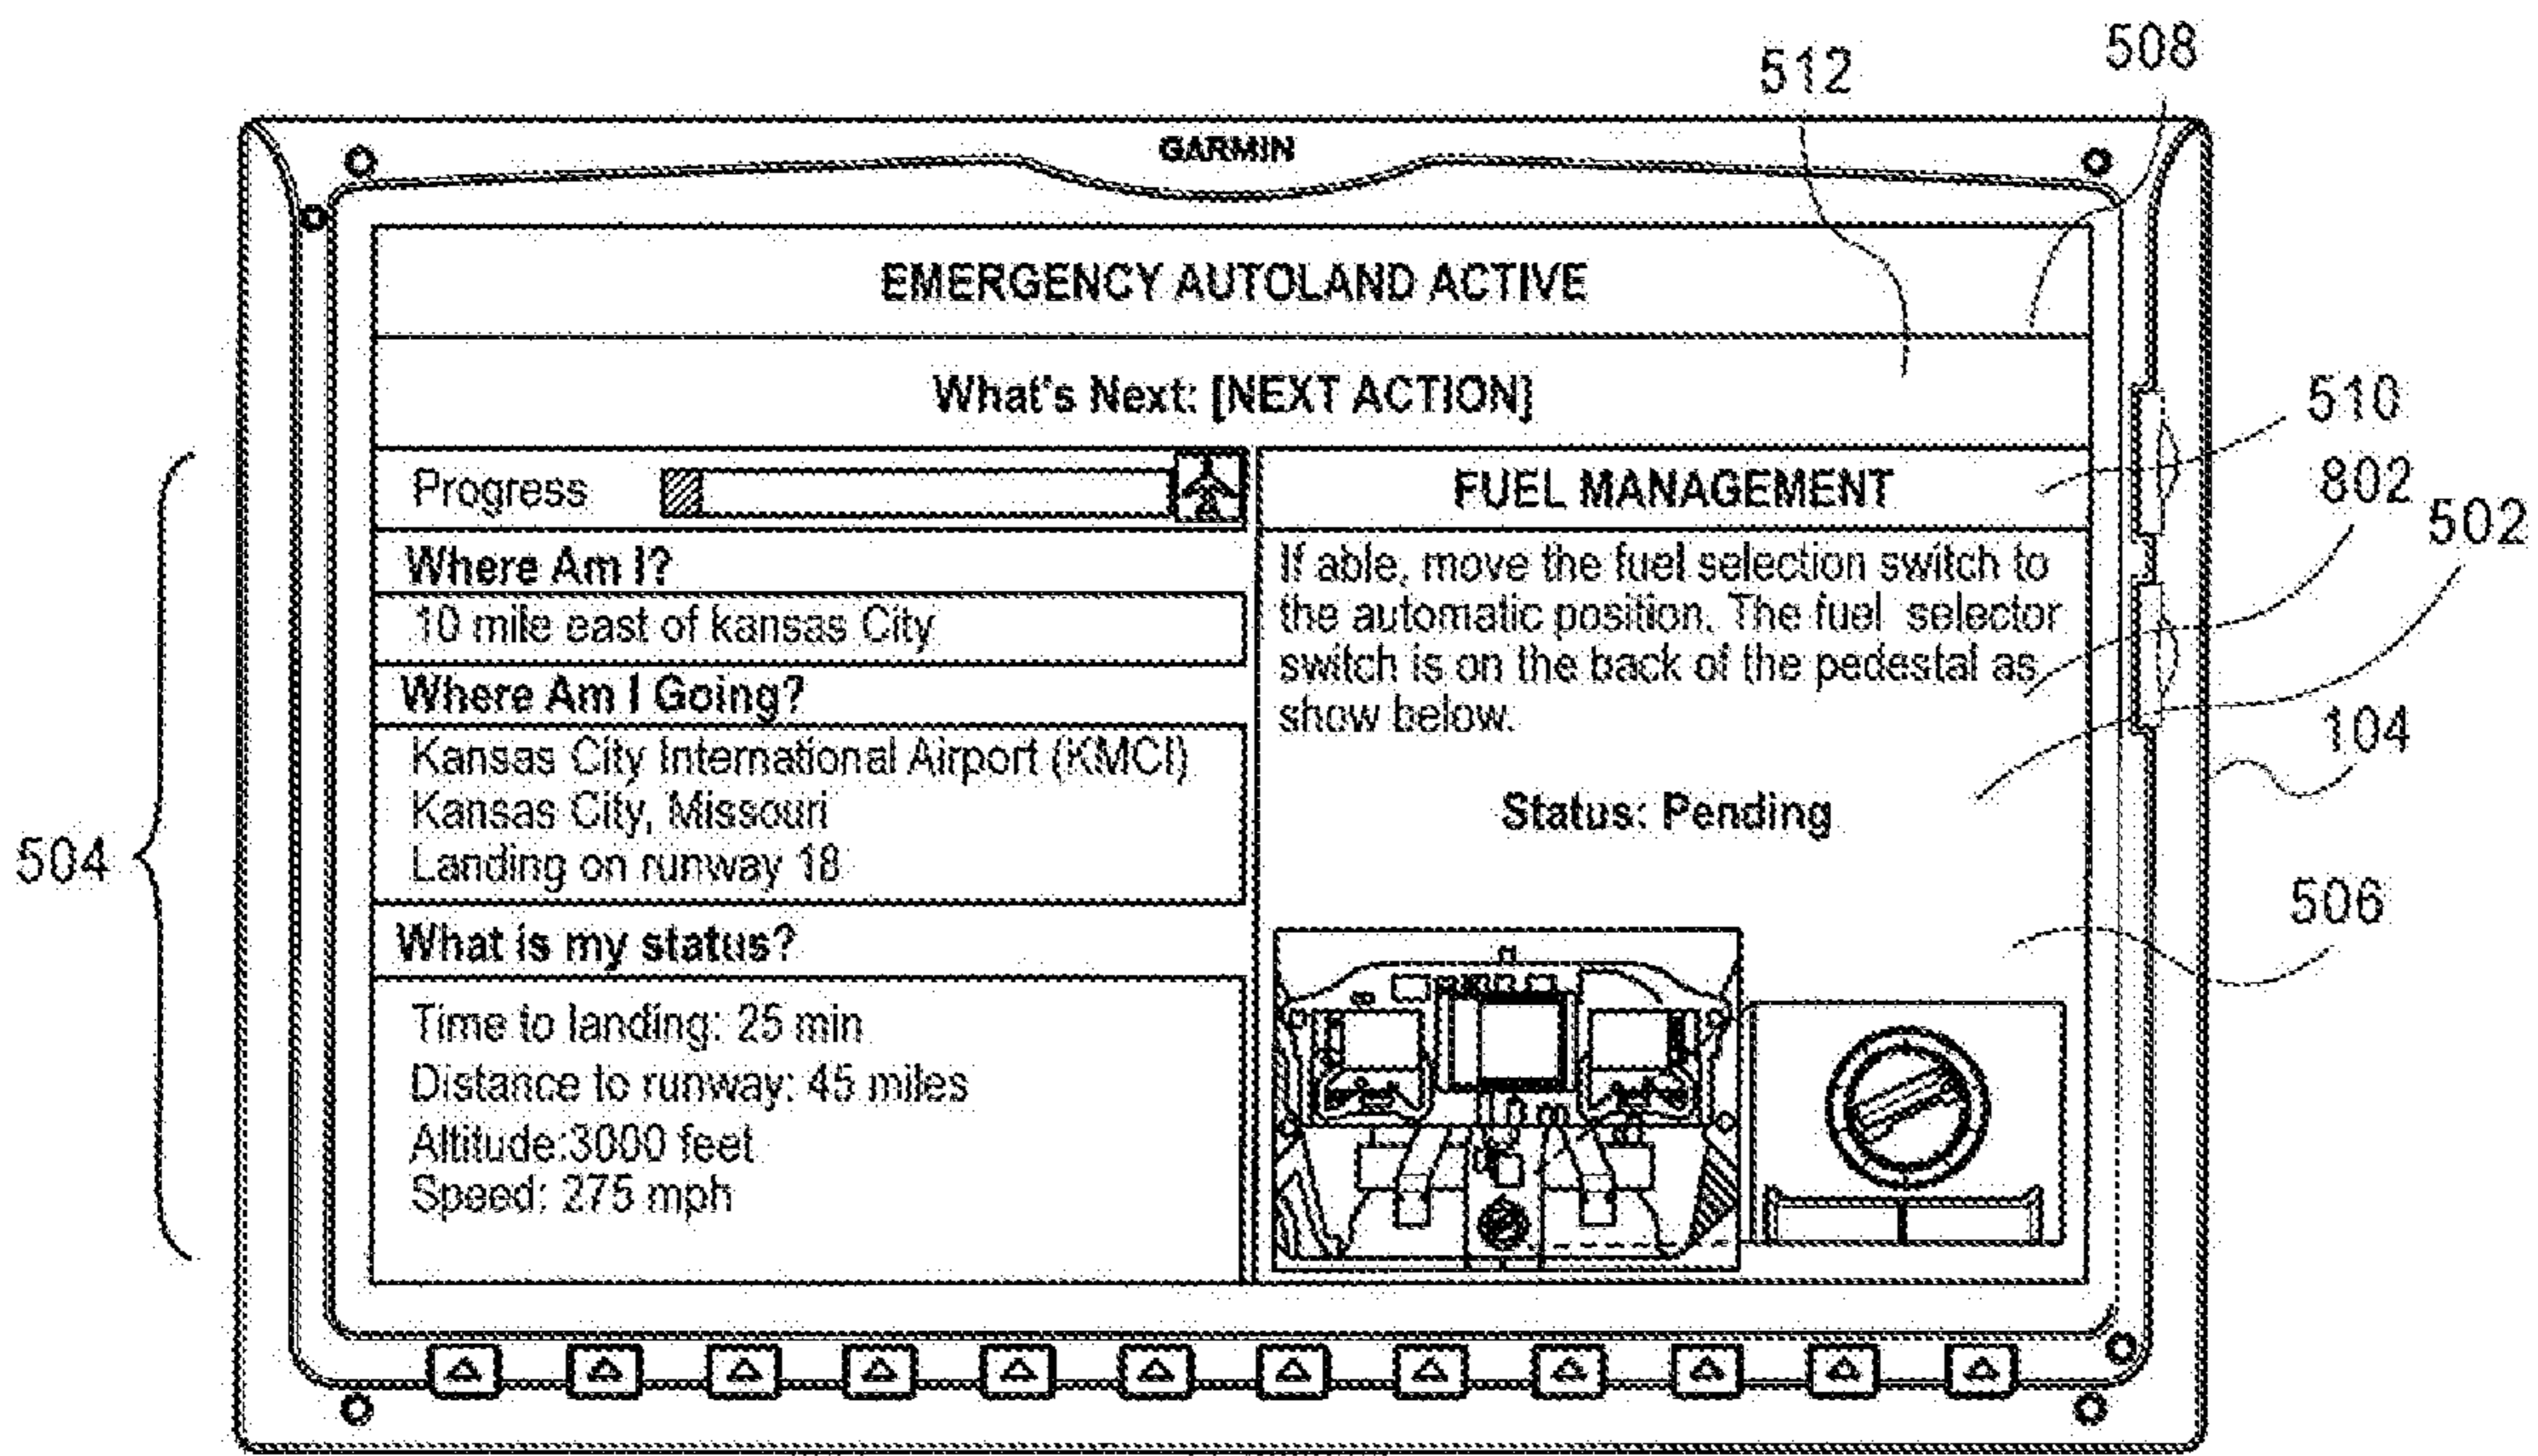 508
512
GARMIN
EMERGENCY AUTOLAND ACTIVE
What's Next: [NEXT ACTION]
510
802
502
104
506
504
Progress
Where Am I?
10 mile east of kansas City
Where Am I Going?
Kansas City International Airport (KMCI)
Kansas City, Missouri
Landing on runway 18
What is my status?
Time to landing: 25 min
Distance to runway: 45 miles
Altitude:3000 feet
Speed: 275 mph
FUEL MANAGEMENT
If able, move the fuel selection switch to
the automatic position. The fuel selector
switch is on the back of the pedestal as
show below.
Status: Pending